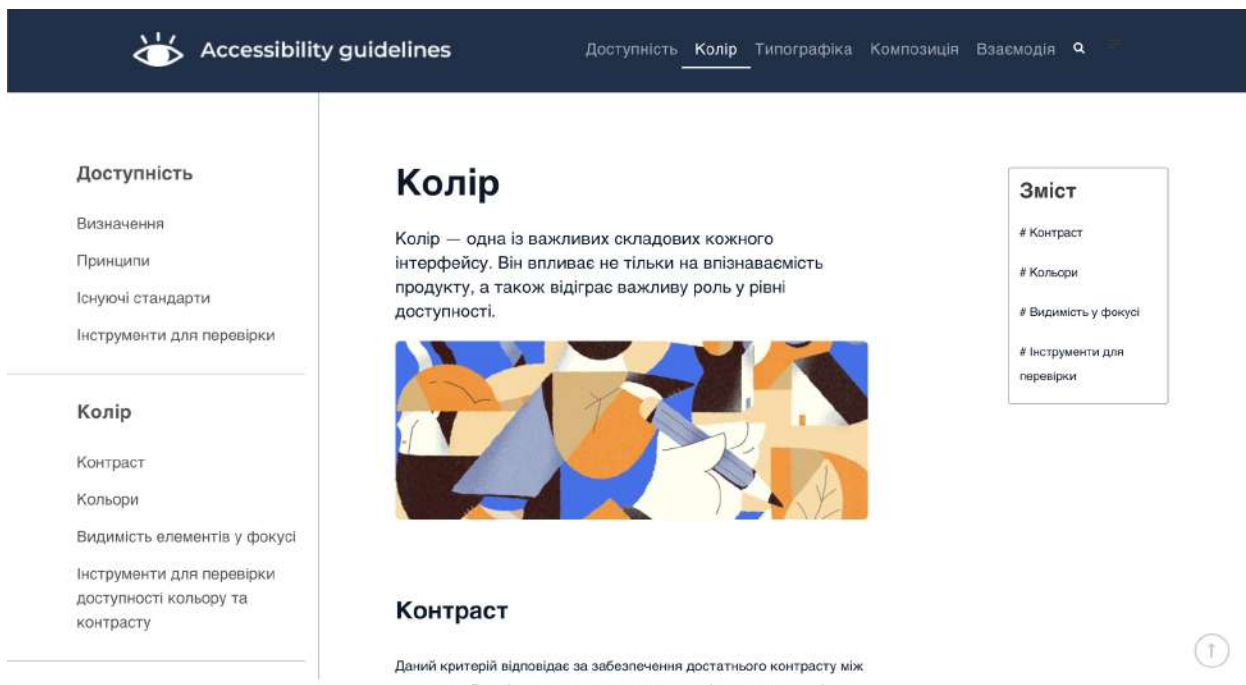 Accessibility guidelines
Доступність Колір Типографіка Композиція Взаємодія
Доступність
Визначення
Принципи
Існуючі стандарти
Інструменти для перевірки
Колір
Контраст
Кольори
Видимість елементів у фокусі
Інструменти для перевірки
доступності кольору та
контрасту
Колір
Колір — одна із важливих складових кожного
інтерфейсу. Він впливає не тільки на впізнаваємість
продукту, а також відіграє важливу роль у рівні
доступності.
Контраст
Даний критерій відповідає за забезпечення достатнього контрасту між
Зміст
# Контраст
# Кольори
# Видимість у фокусі
# Інструменти для
перевірки